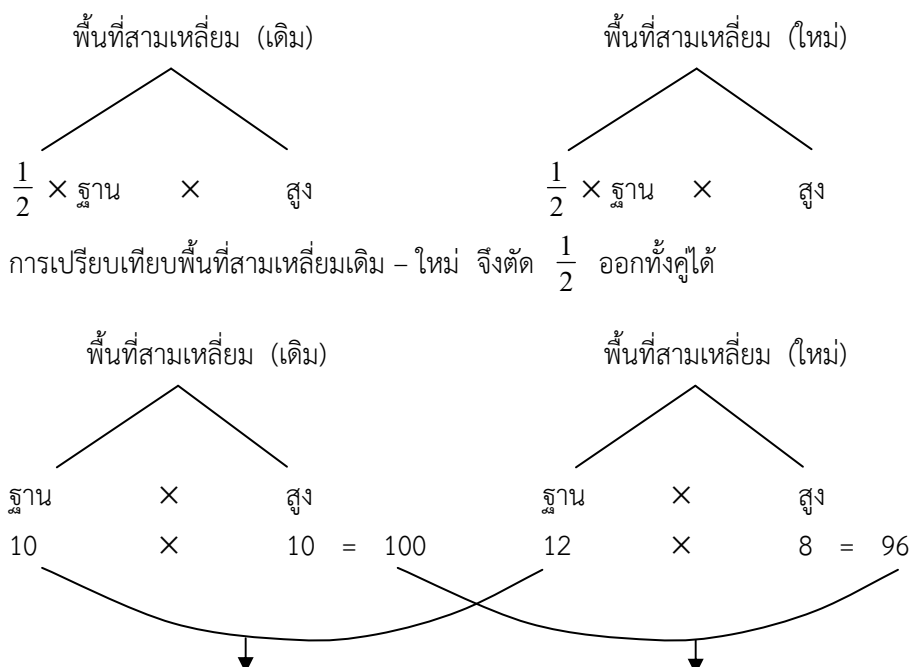 พื้นที่สามเหลี่ยม (เดิม) พื้นที่สามเหลี่ยม (ใหม่)
1/2 × ฐาน × สูง 1/2 × ฐาน × สูง
การเปรียบเทียบพื้นที่สามเหลี่ยมเดิม – ใหม่ จึงตัด 1/2 ออกทั้งคู่ได้
พื้นที่สามเหลี่ยม (เดิม) พื้นที่สามเหลี่ยม (ใหม่)
ฐาน × สูง ฐาน × สูง
10 × 10 = 100 12 × 8 = 96